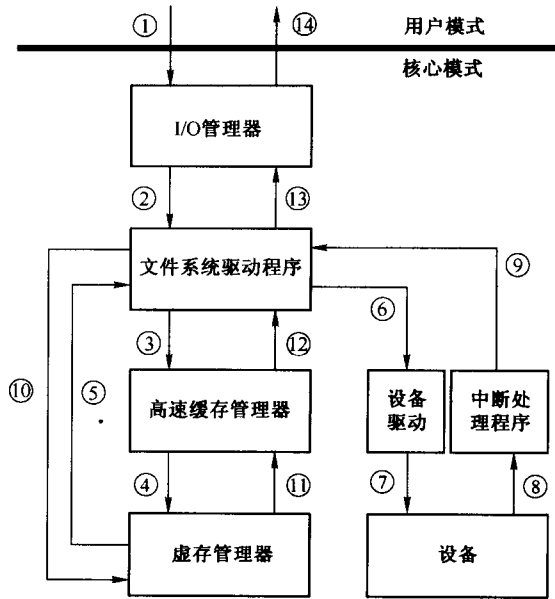 ①
⑭
用户模式
核心模式
I/O管理器
②
⑬
文件系统驱动程序
⑨
⑥
③
⑫
⑩
⑤
高速缓存管理器
设备
驱动
中断处
理程序
④
⑪
⑦
⑧
虚存管理器
设备